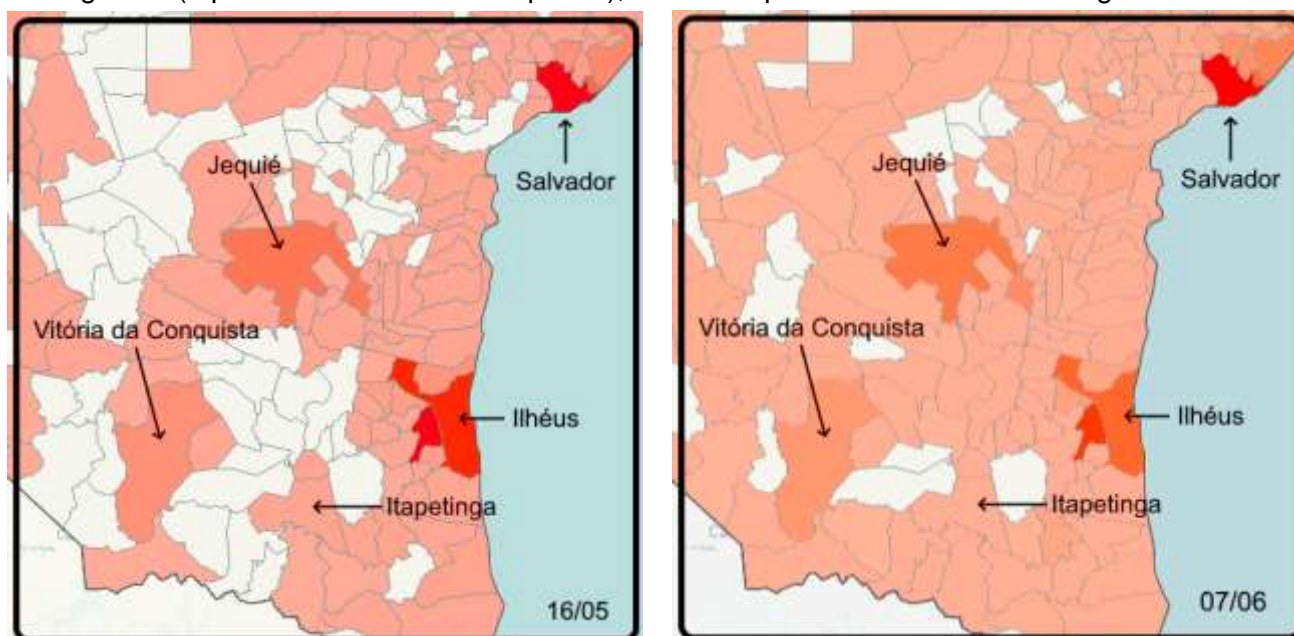 Jequié
Salvador
Vitória da Conquista
Ilhéus
Itapetinga
16/05
Jequié
Salvador
Vitória da Conquista
Ilhéus
Itapetinga
07/06